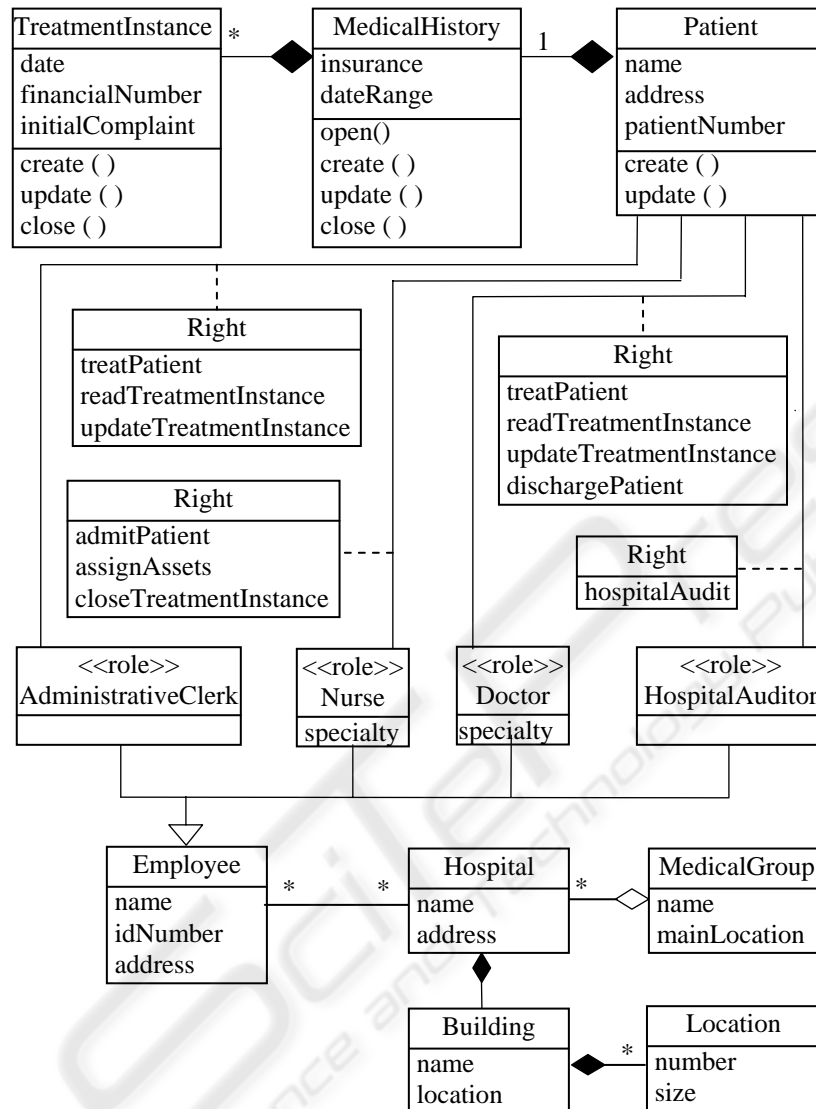 TreatmentInstance
date
financialNumber
initialComplaint
create ( )
update ( )
close ( )
*
MedicalHistory
insurance
dateRange
open()
create ( )
update ( )
close ( )
1
Patient
name
address
patientNumber
create ( )
update ( )
Right
treatPatient
readTreatmentInstance
updateTreatmentInstance
Right
treatPatient
readTreatmentInstance
updateTreatmentInstance
dischargePatient
Right
admitPatient
assignAssets
closeTreatmentInstance
Right
hospitalAudit
<<role>>
AdministrativeClerk
<<role>>
Nurse
specialty
<<role>>
Doctor
specialty
<<role>>
HospitalAuditor
Employee
name
idNumber
address
*
*
Hospital
name
address
*
MedicalGroup
name
mainLocation
Building
name
location
*
Location
number
size